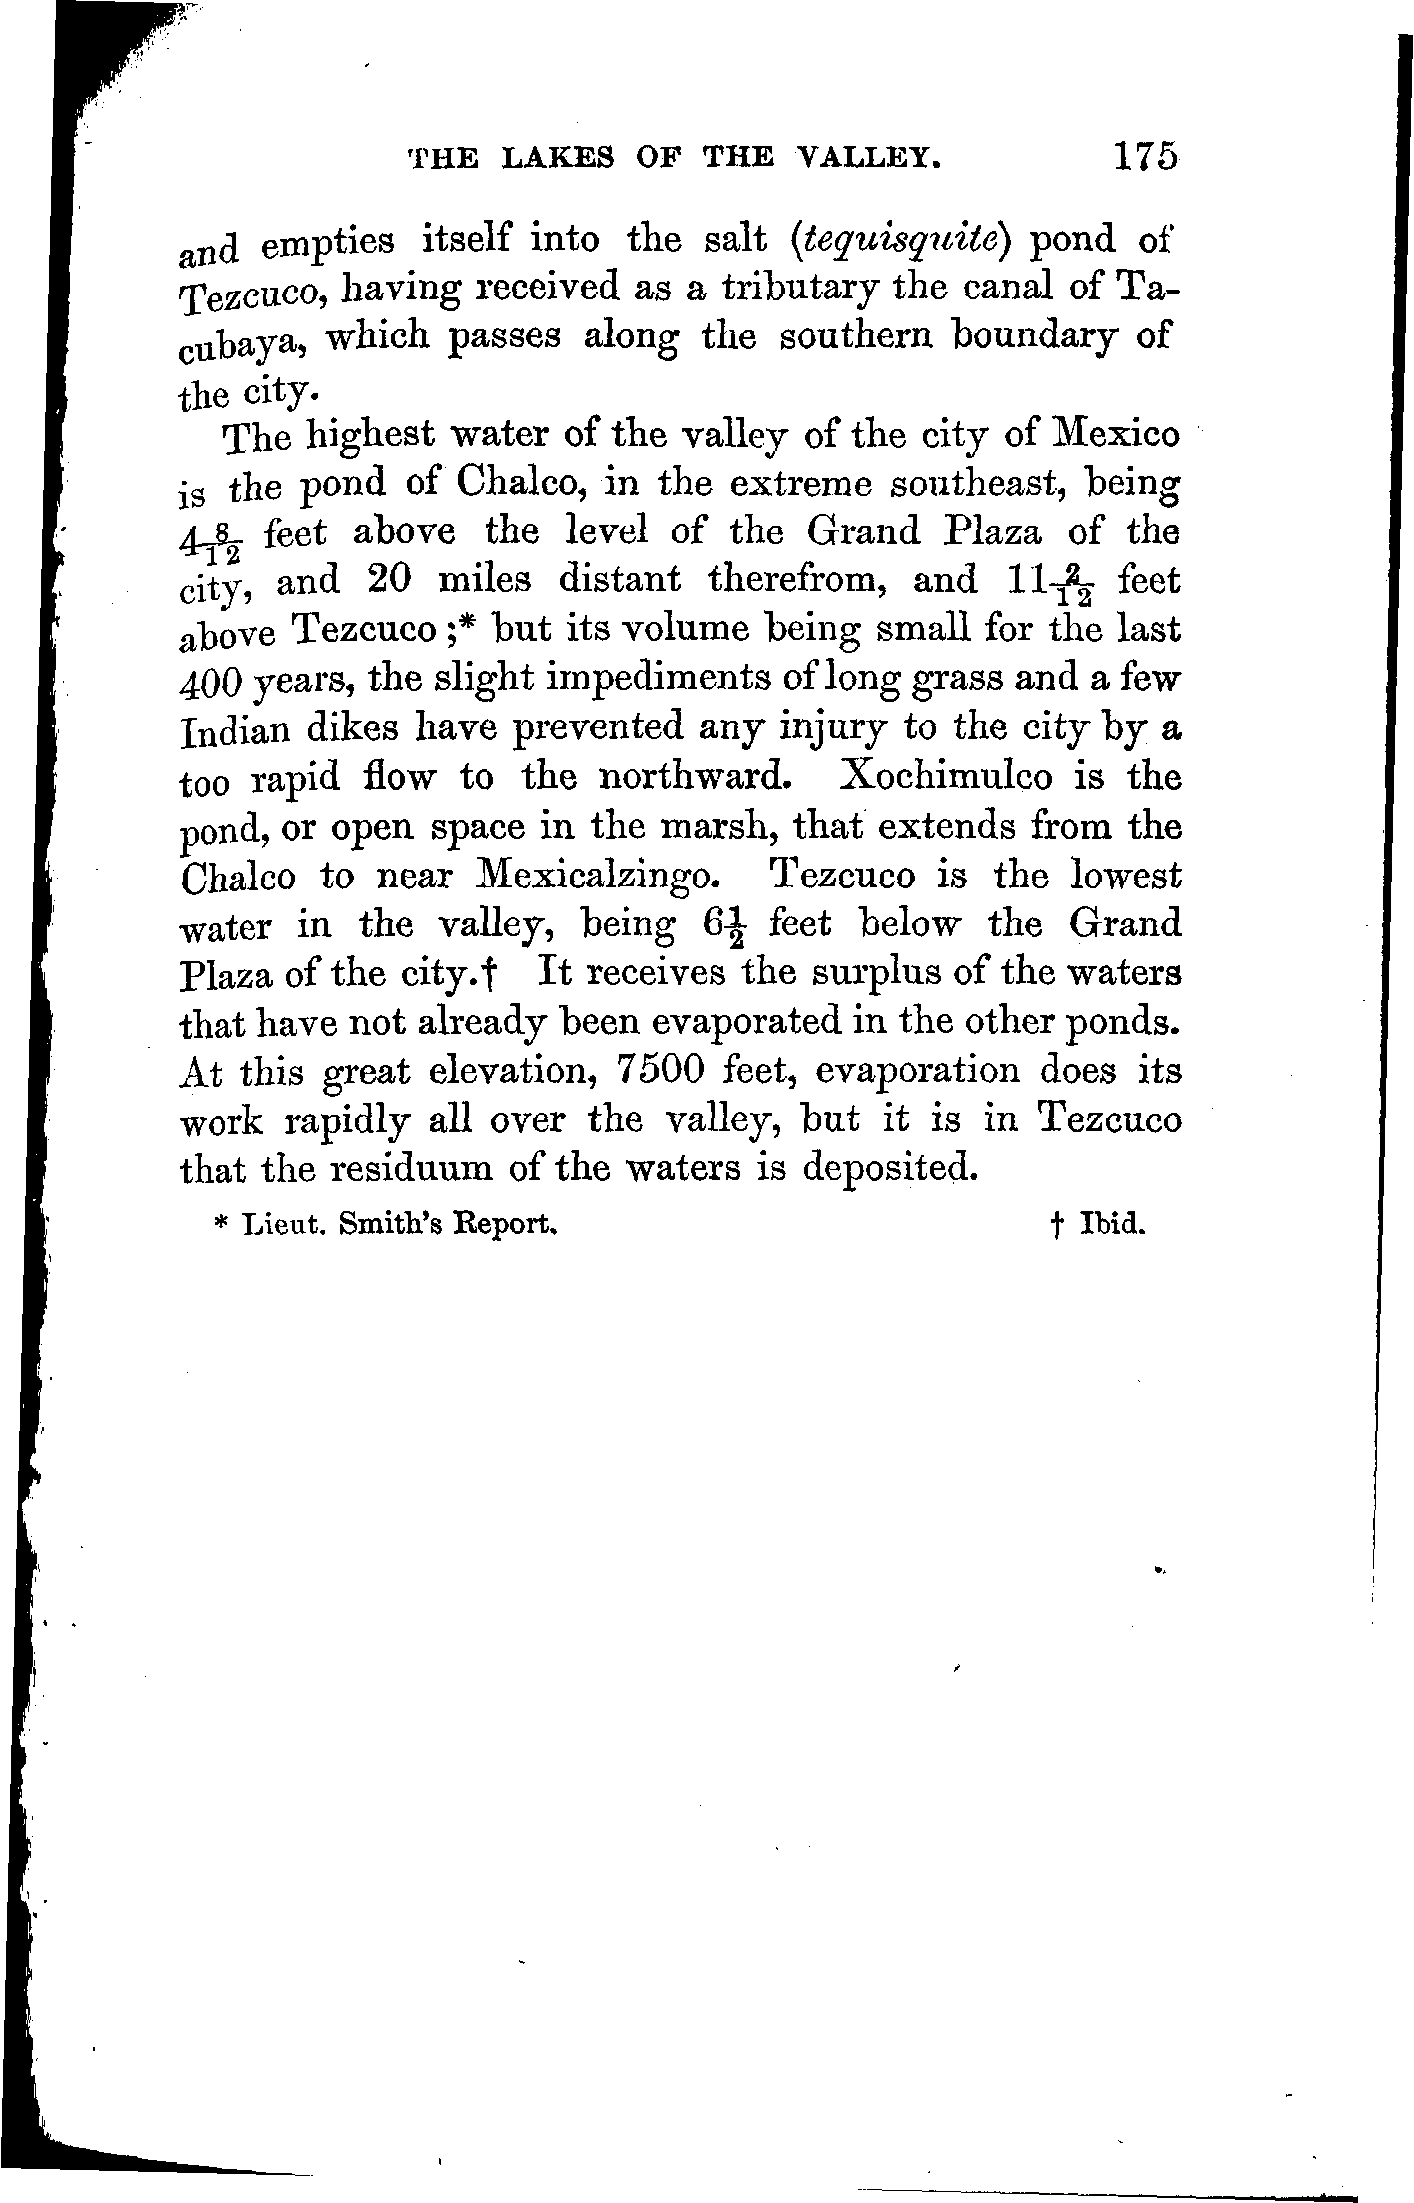 THE LAKES OF THE VALLEY. 175
and empties itself into the salt (tequisquite) pond of
Tezcuco, having received as a tributary the canal of Ta-
cubaya, which passes along the southern boundary of
the city.
The highest water of the valley of the city of Mexico
is the pond of Chalco, in the extreme southeast, being
4 8/12 feet above the level of the Grand Plaza of the
city, and 20 miles distant therefrom, and 11 2/12 feet
above Tezcuco ;* but its volume being small for the last
400 years, the slight impediments of long grass and a few
Indian dikes have prevented any injury to the city by a
too rapid flow to the northward. Xochimulco is the
pond, or open space in the marsh, that extends from the
Chalco to near Mexicalzingo. Tezcuco is the lowest
water in the valley, being 6½ feet below the Grand
Plaza of the city.† It receives the surplus of the waters
that have not already been evaporated in the other ponds.
At this great elevation, 7500 feet, evaporation does its
work rapidly all over the valley, but it is in Tezcuco
that the residuum of the waters is deposited.
* Lieut. Smith's Report. † Ibid.